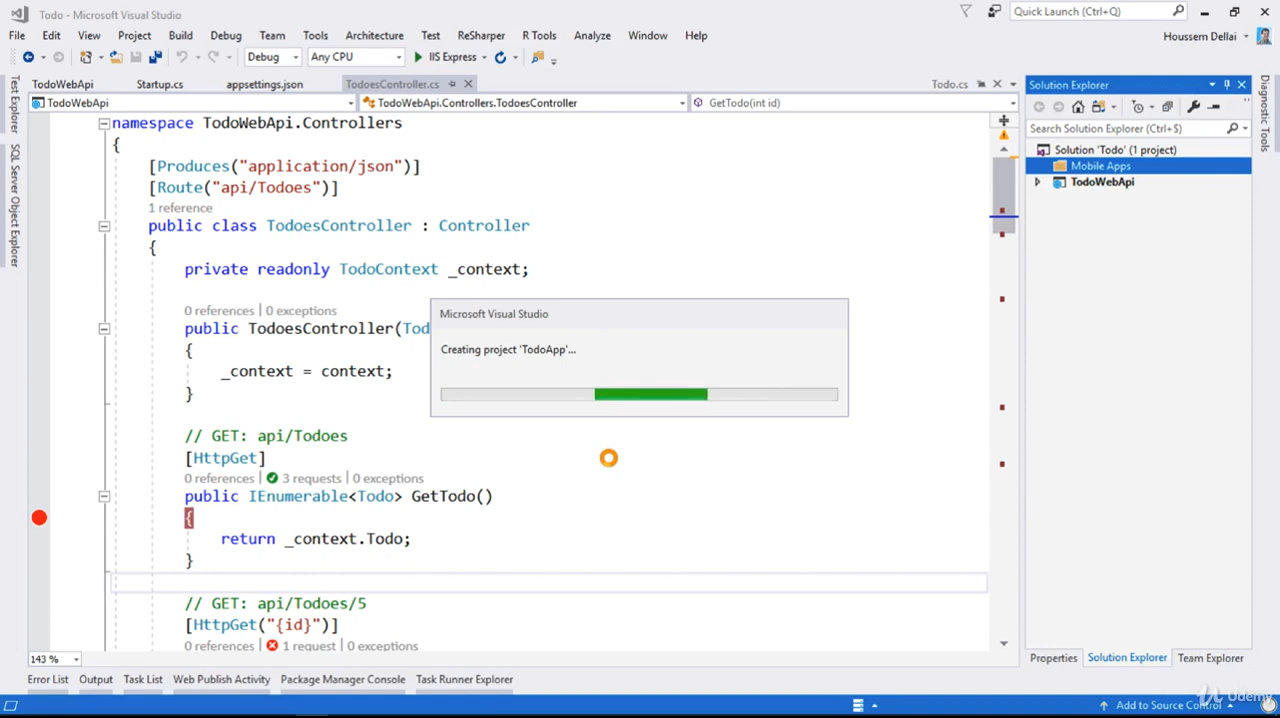 Todo - Microsoft Visual Studio
Quick Launch (Ctrl+Q)
File Edit View Project Build Debug Team Tools Architecture Test ReSharper R Tools Analyze Window Help
Houssem Dellai
Debug Any CPU IIS Express
TodoWebApi Startup.cs appsettings.json TodoesController.cs Todo.cs
TodoWebApi TodoWebApi.Controllers.TodoesController GetTodo(int id)
Test Explorer
SQL Server Object Explorer
namespace TodoWebApi.Controllers
{
[Produces("application/json")]
[Route("api/Todoes")]
1 reference
public class TodoesController : Controller
{
private readonly TodoContext _context;
0 references | 0 exceptions
public TodoesController(Tod
{
_context = context;
}
// GET: api/Todoes
[HttpGet]
0 references | 3 requests | 0 exceptions
public IEnumerable<Todo> GetTodo()
{
return _context.Todo;
}
// GET: api/Todoes/5
[HttpGet("{id}")]
0 references | 1 request | 0 exceptions
143 %
Microsoft Visual Studio
Creating project 'TodoApp'...
Solution Explorer
Search Solution Explorer (Ctrl+$)
Solution 'Todo' (1 project)
Mobile Apps
TodoWebApi
Diagnostic Tools
Properties Solution Explorer Team Explorer
Error List Output Task List Web Publish Activity Package Manager Console Task Runner Explorer
Add to Source Control
Udemy